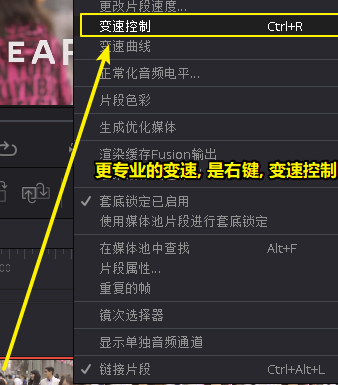 更改片段速度...
变速控制 Ctrl+R
变速曲线
正常化音频电平...
片段色彩
生成优化媒体
渲染缓存Fusion输出
更专业的变速, 是右键, 变速控制
套底锁定已启用
使用媒体池片段进行套底锁定
在媒体池中查找 Alt+F
片段属性...
重复的帧
镜次选择器
显示单独音频通道
链接片段 Ctrl+Alt+L
EAR
00